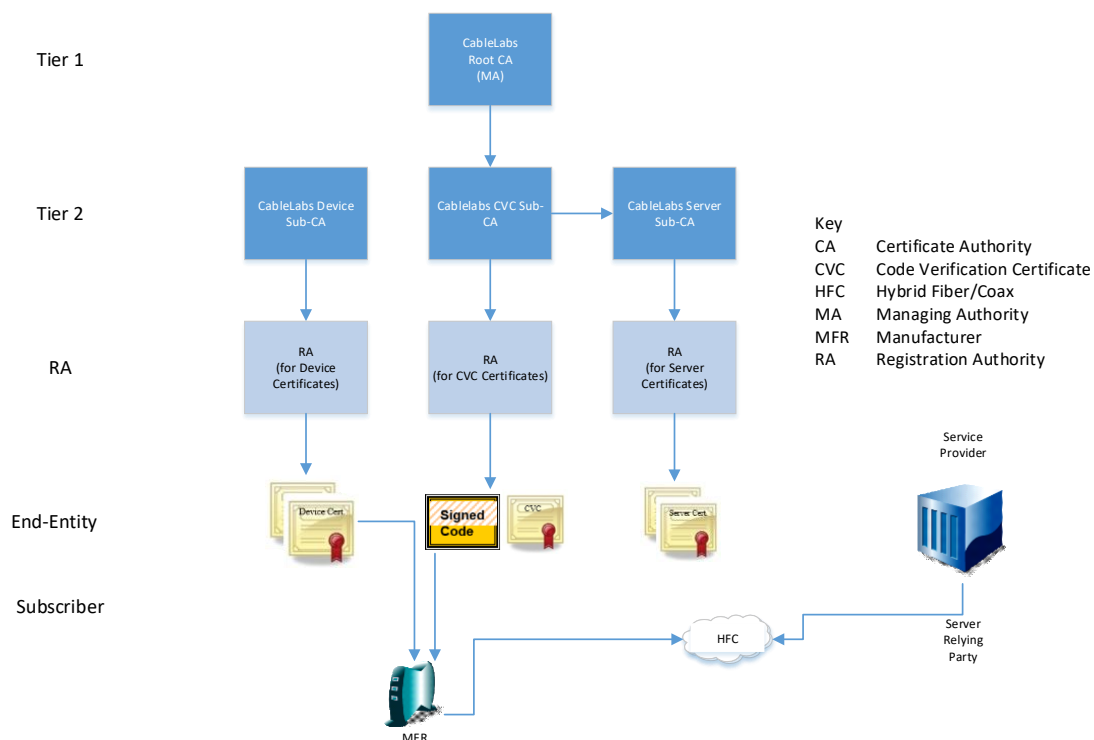 Tier 1
CableLabs
Root CA
(MA)
Tier 2
CableLabs Device
Sub-CA
Cablelabs CVC Sub-
CA
CableLabs Server
Sub-CA
Key
CA Certificate Authority
CVC Code Verification Certificate
HFC Hybrid Fiber/Coax
MA Managing Authority
MFR Manufacturer
RA Registration Authority
RA
RA
(for Device
Certificates)
RA
(for CVC Certificates)
RA
(for Server
Certificates)
Service
Provider
End-Entity
Device Cert.
Signed
Code
CVC
Server Cert.
Subscriber
HFC
Server
Relying
Party
MFR